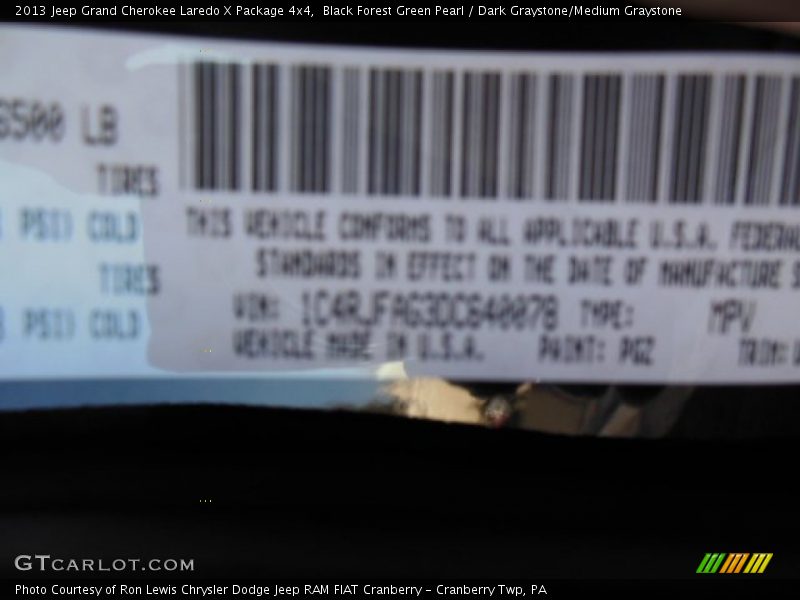 2013 Jeep Grand Cherokee Laredo X Package 4x4,  Black Forest Green Pearl / Dark Graystone/Medium Graystone
6500 LB
TIRES
PSI) COLD
THIS VEHICLE CONFORMS TO ALL APPLICABLE U.S.A. FEDERAL
STANDARDS IN EFFECT ON THE DATE OF MANUFACTURE S
TIRES
VIN: 1C4RJFAG3DC640078 TYPE: MPV
PSI) COLD
VEHICLE MADE IN U.S.A. PAINT: PGZ TRIM:
GTCARLOT.COM
Photo Courtesy of Ron Lewis Chrysler Dodge Jeep RAM FIAT Cranberry - Cranberry Twp, PA